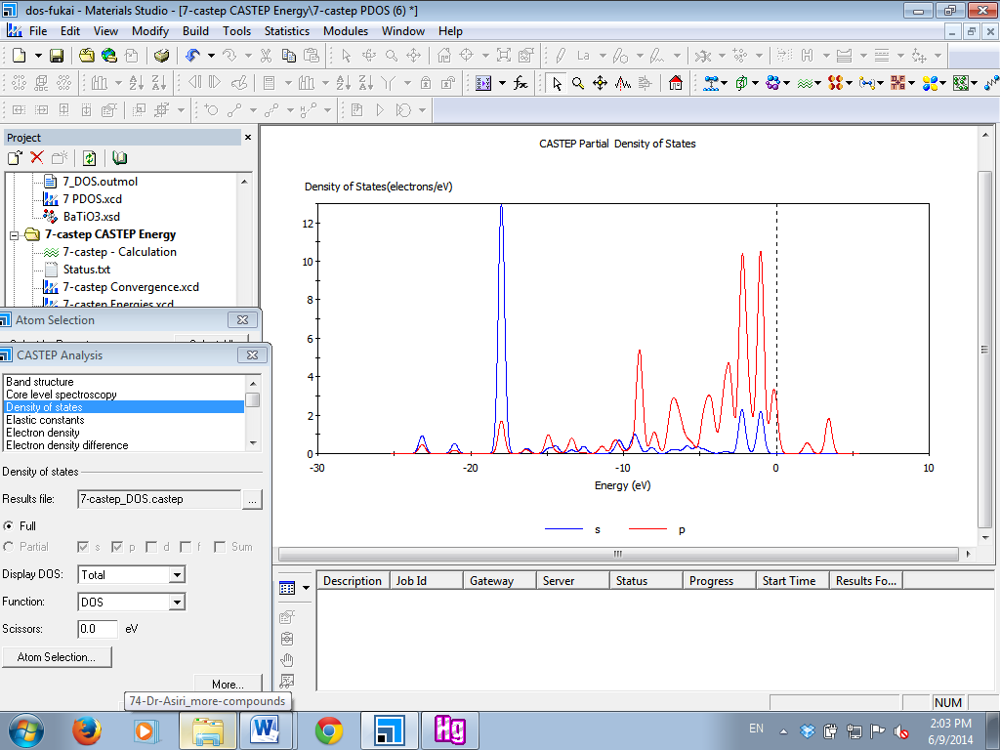 dos-fukai - Materials Studio - [7-castep CASTEP Energy\7-castep PDOS (6) *]
File Edit View Modify Build Tools Statistics Modules Window Help
Project
7_DOS.outmol
7 PDOS.xcd
BaTiO3.xsd
7-castep CASTEP Energy
7-castep - Calculation
Status.txt
7-castep Convergence.xcd
7-castep Energies.xcd
Atom Selection
CASTEP Analysis
Band structure
Core level spectroscopy
Density of states
Elastic constants
Electron density
Electron density difference
Density of states
Results file: 7-castep_DOS.castep ...
Full
Partial s p d f Sum
Display DOS: Total
Function: DOS
Scissors: 0.0 eV
Atom Selection...
More...
74-Dr-Asiri_more-compounds
CASTEP Partial Density of States
Density of States(electrons/eV)
12
10
8
6
4
2
0
-30 -20 -10 0 10
Energy (eV)
s p
Description Job Id Gateway Server Status Progress Start Time Results Fo...
NUM
W Hg EN
2:03 PM
6/9/2014